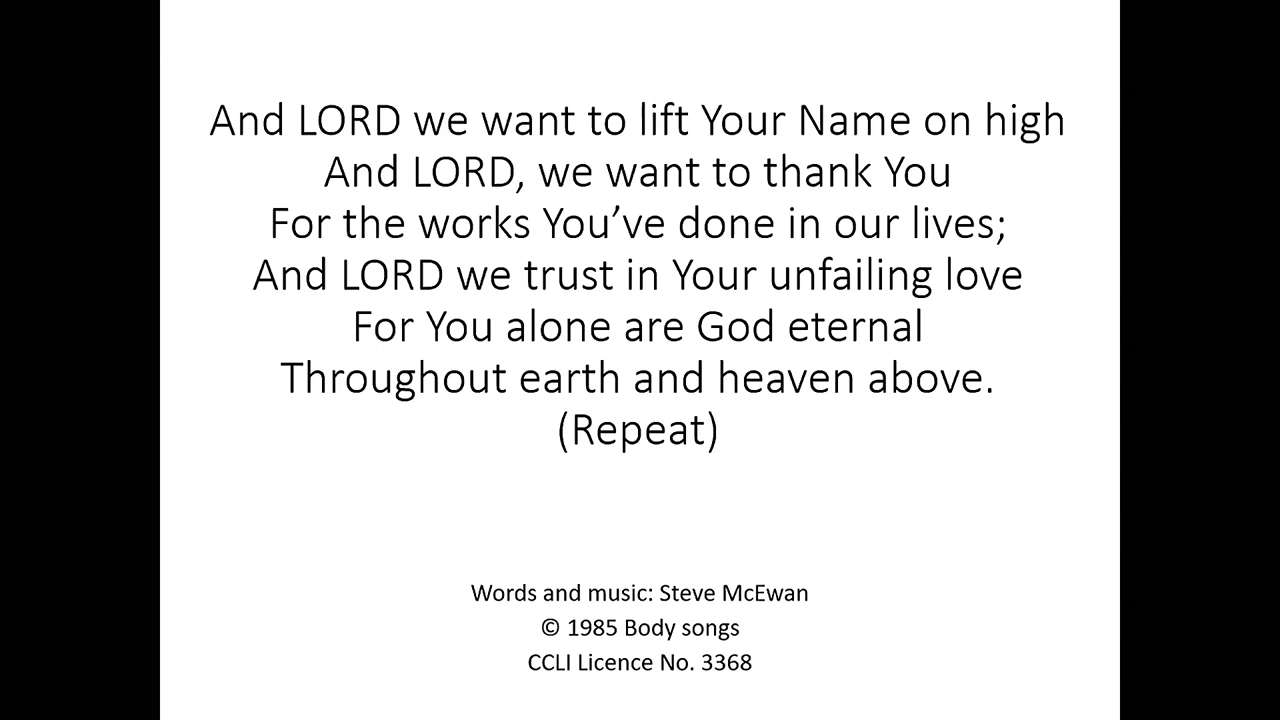 And LORD we want to lift Your Name on high
And LORD, we want to thank You
For the works You’ve done in our lives;
And LORD we trust in Your unfailing love
For You alone are God eternal
Throughout earth and heaven above.
(Repeat)
Words and music: Steve McEwan
© 1985 Body songs
CCLI Licence No. 3368